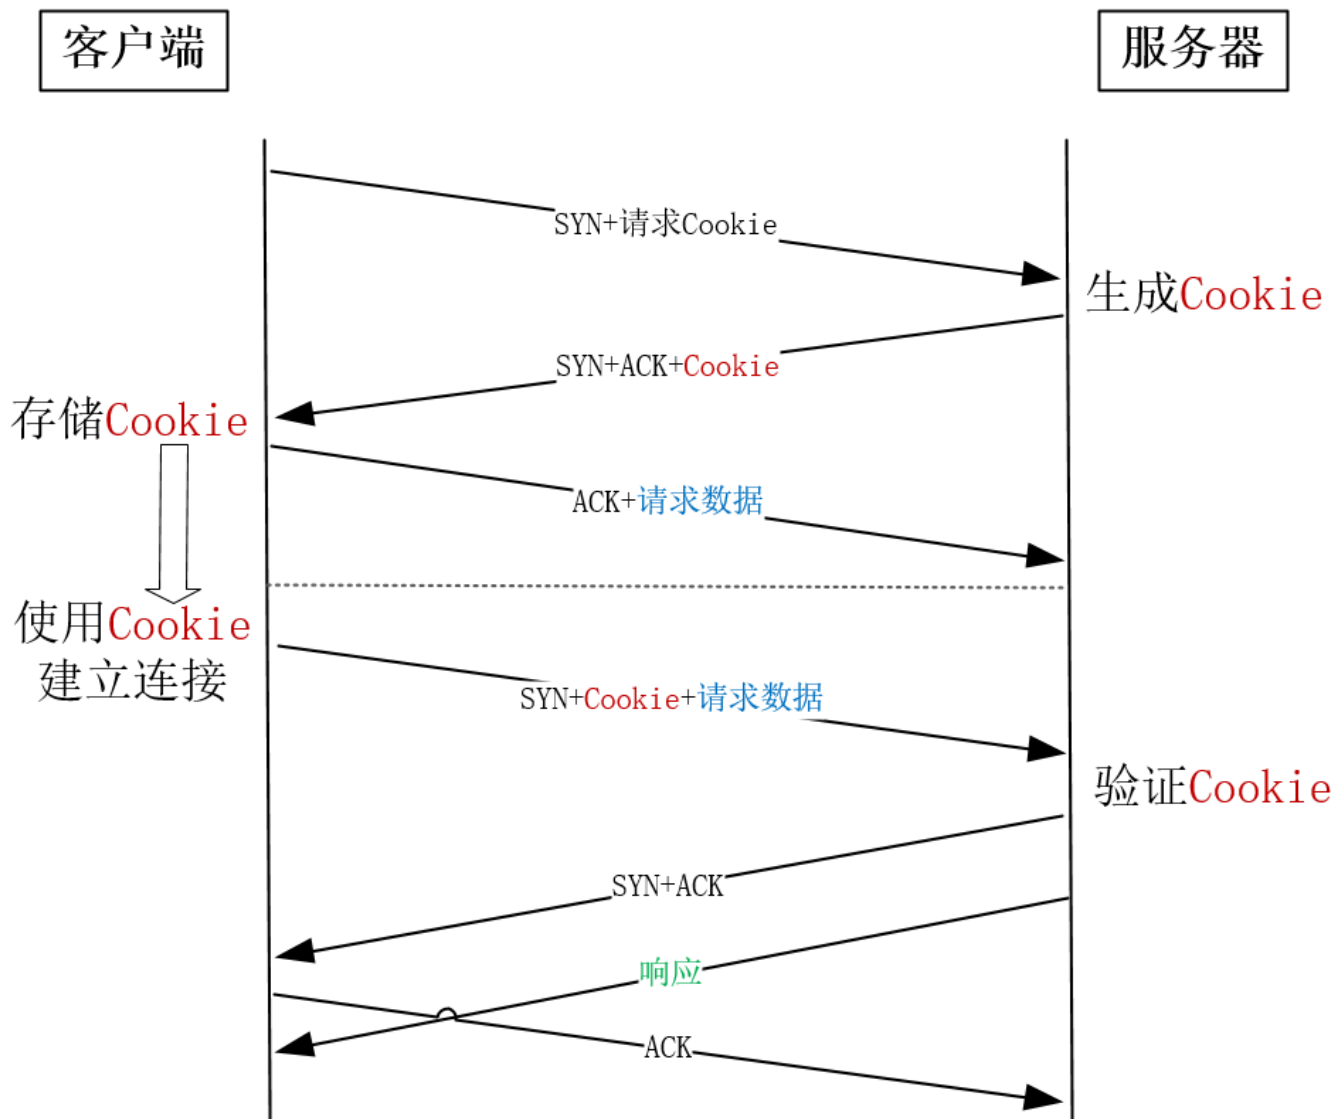 客户端
服务器
SYN+请求Cookie
生成Cookie
SYN+ACK+Cookie
存储Cookie
ACK+请求数据
使用Cookie
建立连接
SYN+Cookie+请求数据
验证Cookie
SYN+ACK
响应
ACK